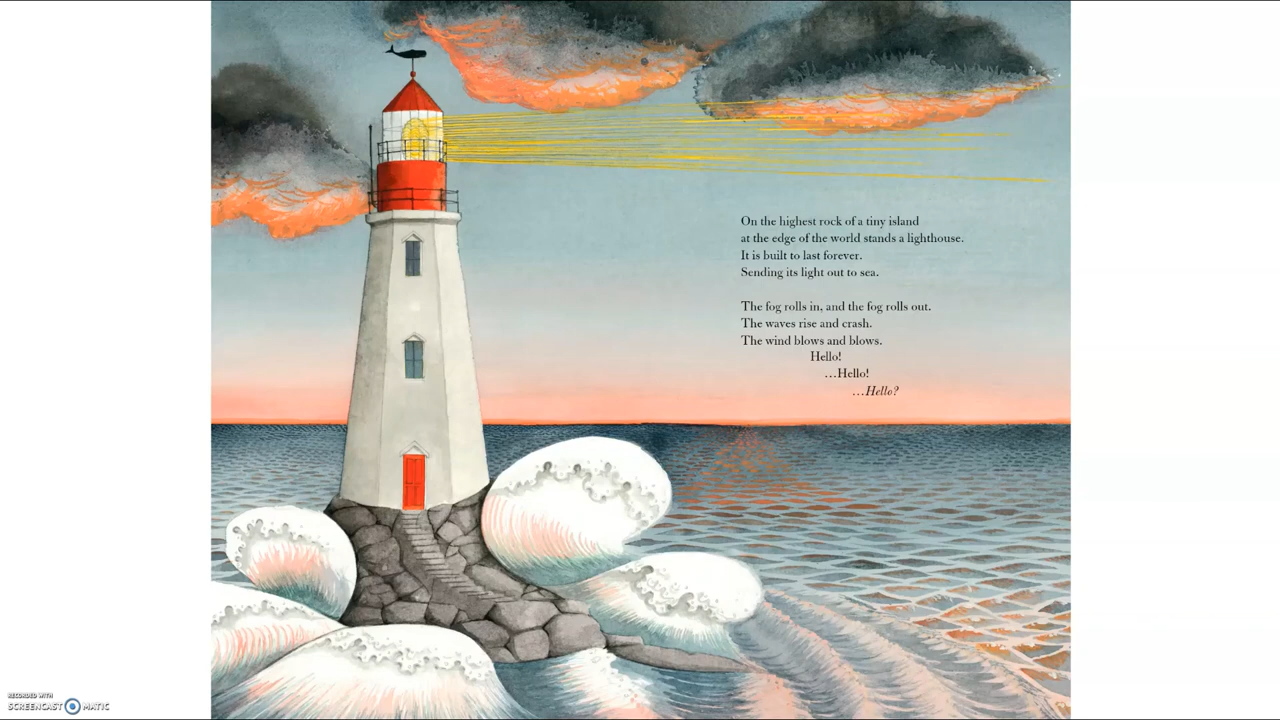 On the highest rock of a tiny island
at the edge of the world stands a lighthouse.
It is built to last forever.
Sending its light out to sea.
The fog rolls in, and the fog rolls out.
The waves rise and crash.
The wind blows and blows.
Hello!
...Hello!
...Hello?
RECORDED WITH
SCREENCAST MATIC